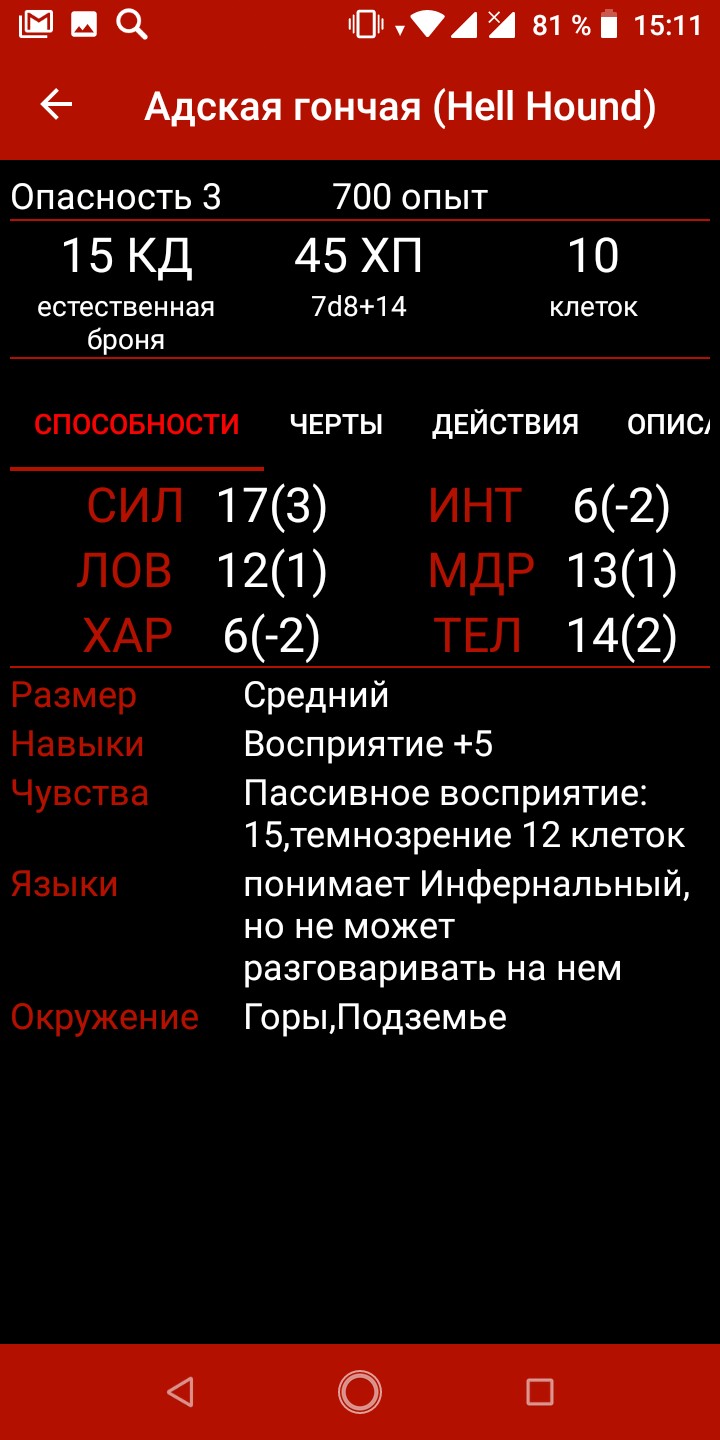 81 % 15:11
Адская гончая (Hell Hound)
Опасность 3 700 опыт
15 КД 45 ХП 10
естественная 7d8+14 клеток
броня
СПОСОБНОСТИ ЧЕРТЫ ДЕЙСТВИЯ ОПИСА
СИЛ 17(3) ИНТ 6(-2)
ЛОВ 12(1) МДР 13(1)
ХАР 6(-2) ТЕЛ 14(2)
Размер Средний
Навыки Восприятие +5
Чувства Пассивное восприятие:
15,темнозрение 12 клеток
Языки понимает Инфернальный,
но не может
разговаривать на нем
Окружение Горы,Подземье